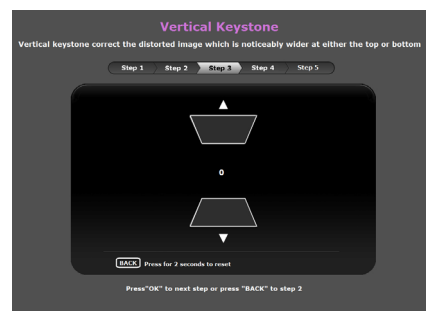 Vertical Keystone
Vertical keystone correct the distorted image which is noticeably wider at either the top or bottom
Step 1 Step 2 Step 3 Step 4 Step 5
0
BACK Press for 2 seconds to reset
Press"OK" to next step or press "BACK" to step 2